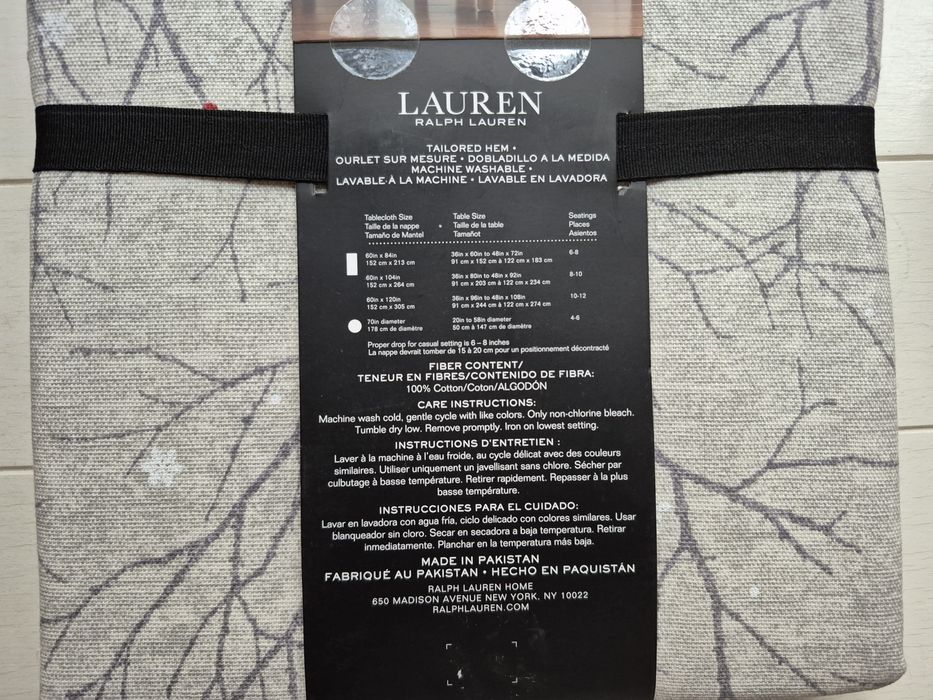 LAUREN
RALPH LAUREN
TAILORED HEM •
OURLET SUR MESURE • DOBLADILLO A LA MEDIDA
MACHINE WASHABLE •
LAVABLE·À LA MACHINE • LAVABLE EN LAVADORA
Tablecloth Size Table Size Seatings
Taille de la nappe • Taille de la table Places
Tamaño de Mantel Tamañot Asientos
60in x 84in 36in x 60in to 48in x 72in 6-8
152 cm x 213 cm 91 cm x 152 cm à 122 cm x 183 cm
60in x 104in 36in x 80in to 48in x 92in 8-10
152 cm x 264 cm 91 cm x 203 cm à 122 cm x 234 cm
60in x 120in 36in x 96in to 48in x 108in 10-12
152 cm x 305 cm 91 cm x 244 cm à 122 cm x 274 cm
70in diameter 20in to 58in diameter 4-6
178 cm de diamètre 50 cm à 147 cm de diamètre
Proper drop for casual setting is 6 – 8 inches
La nappe devrait tomber de 15 à 20 cm pour un positionnement décontracté
FIBER CONTENT/
TENEUR EN FIBRES/CONTENIDO DE FIBRA:
100% Cotton/Coton/ALGODÓN
CARE INSTRUCTIONS:
Machine wash cold, gentle cycle with like colors. Only non-chlorine bleach.
Tumble dry low. Remove promptly. Iron on lowest setting.
INSTRUCTIONS D'ENTRETIEN :
Laver à la machine à l'eau froide, au cycle délicat avec des couleurs
similaires. Utiliser uniquement un javellisant sans chlore. Sécher par
culbutage à basse température. Retirer rapidement. Repasser à la plus
basse température.
INSTRUCCIONES PARA EL CUIDADO:
Lavar en lavadora con agua fría, ciclo delicado con colores similares. Usar
blanqueador sin cloro. Secar en secadora a baja temperatura. Retirar
inmediatamente. Planchar en la temperatura más baja.
MADE IN PAKISTAN
FABRIQUÉ AU PAKISTAN • HECHO EN PAQUISTÁN
RALPH LAUREN HOME
650 MADISON AVENUE NEW YORK, NY 10022
RALPHLAUREN.COM